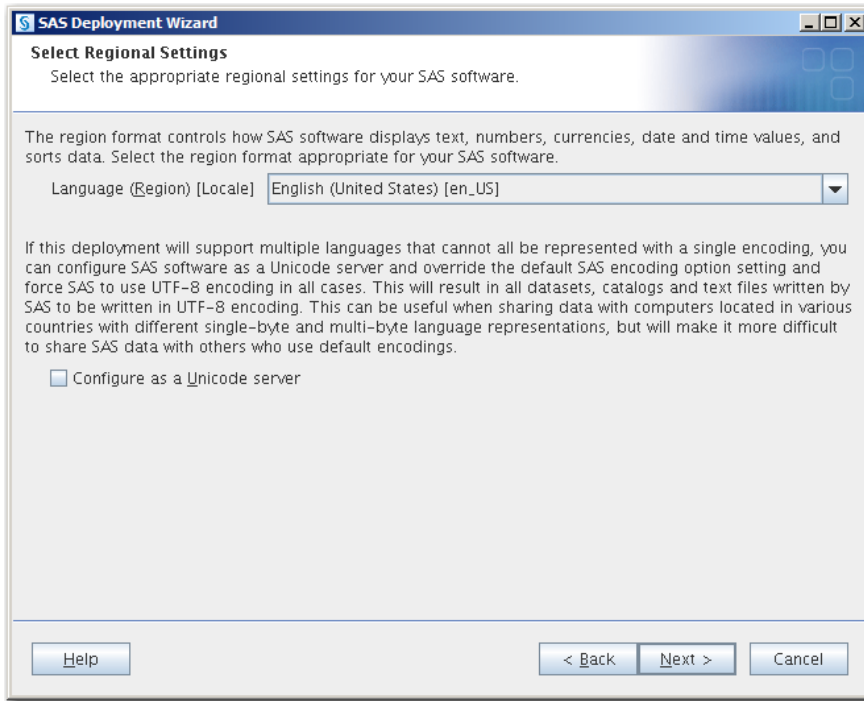 SAS Deployment Wizard
Select Regional Settings
Select the appropriate regional settings for your SAS software.
The region format controls how SAS software displays text, numbers, currencies, date and time values, and
sorts data. Select the region format appropriate for your SAS software.
Language (Region) [Locale] English (United States) [en_US]
If this deployment will support multiple languages that cannot all be represented with a single encoding, you
can configure SAS software as a Unicode server and override the default SAS encoding option setting and
force SAS to use UTF-8 encoding in all cases. This will result in all datasets, catalogs and text files written by
SAS to be written in UTF-8 encoding. This can be useful when sharing data with computers located in various
countries with different single-byte and multi-byte language representations, but will make it more difficult
to share SAS data with others who use default encodings.
Configure as a Unicode server
Help < Back Next > Cancel